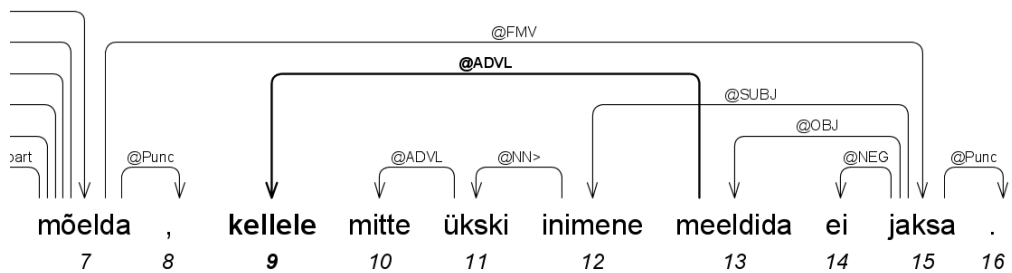 @FMV
@ADVL
@SUBJ
@OBJ
part @Punc @ADVL @NN> @NEG @Punc
mõelda , kellele mitte ükski inimene meeldida ei jaksa .
7 8 9 10 11 12 13 14 15 16